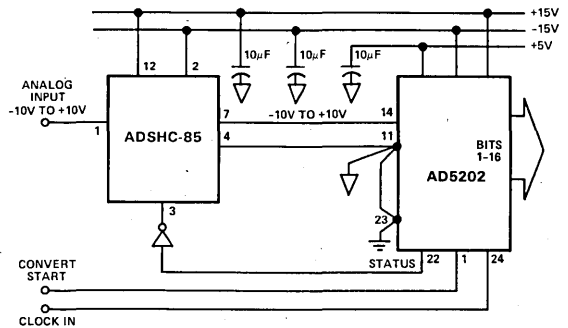 +15V
-15V
+5V
10µF
10µF
10µF
12
2
ANALOG
INPUT
-10V TO +10V
1
ADSHC-85
7
-10V TO +10V
14
4
11
BITS
1-16
AD5202
3
23
STATUS
22
1
24
CONVERT
START
CLOCK IN